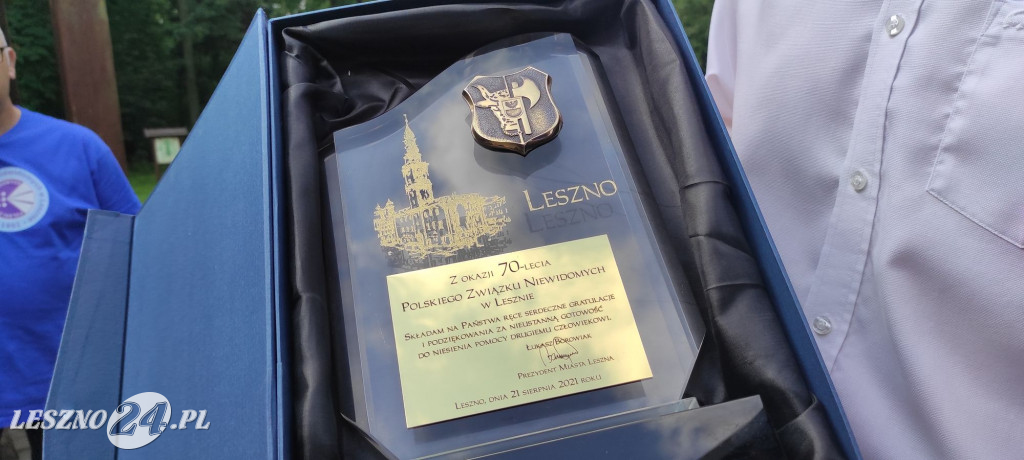 LESZNO
Z OKAZJI 70-LECIA
POLSKIEGO ZWIĄZKU NIEWIDOMYCH
W LESZNIE
SKŁADAM NA PAŃSTWA RĘCE SERDECZNE GRATULACJE
I PODZIĘKOWANIA ZA NIEUSTANNĄ GOTOWOŚĆ
DO NIESIENIA POMOCY DRUGIEMU CZŁOWIEKOWI.
ŁUKASZ BOROWIAK
PREZYDENT MIASTA LESZNA
LESZNO, DNIA 21 SIERPNIA 2021 ROKU
LESZNO24.PL